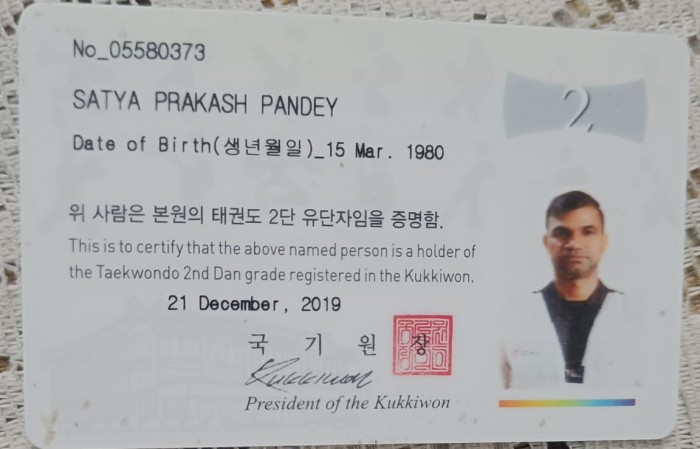 No_05580373
2
SATYA PRAKASH PANDEY
Date of Birth(생년월일)_15 Mar. 1980
위 사람은 본원의 태권도 2단 유단자임을 증명함.
This is to certify that the above named person is a holder of
the Taekwondo 2nd Dan grade registered in the Kukkiwon.
21 December, 2019
국 기 원 장
Kukkiwon
President of the Kukkiwon